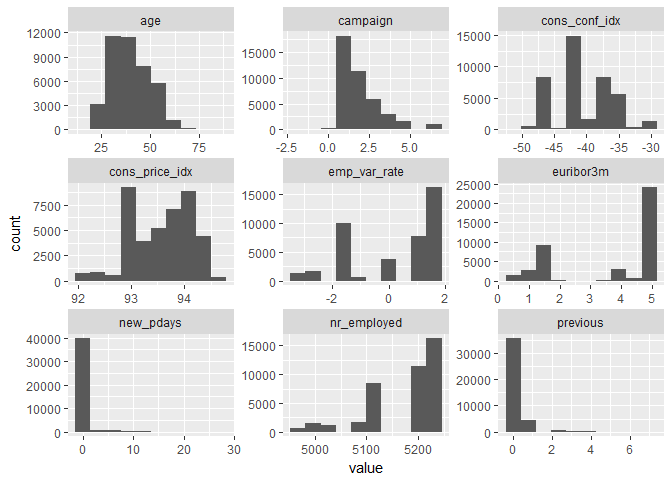 age campaign cons_conf_idx
12000
9000
6000
3000
0
25 50 75
15000
10000
5000
0
-2.5 0.0 2.5 5.0
15000
10000
5000
0
-50 -45 -40 -35 -30
cons_price_idx emp_var_rate euribor3m
7500
5000
2500
0
92 93 94
15000
10000
5000
0
-2 0 2
25000
20000
15000
10000
5000
0
0 1 2 3 4 5
new_pdays nr_employed previous
40000
30000
20000
10000
0
0 10 20 30
15000
10000
5000
0
5000 5100 5200
30000
20000
10000
0
0 2 4 6
count
value